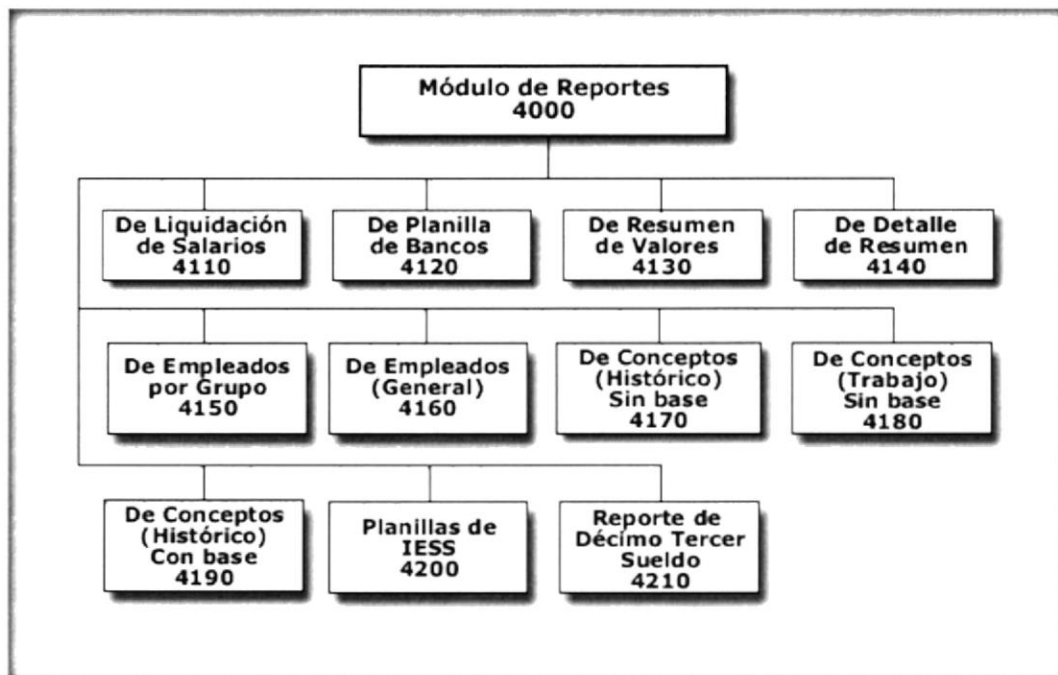 Módulo de Reportes
4000
De Liquidación
de Salarios
4110
De Planilla
de Bancos
4120
De Resumen
de Valores
4130
De Detalle
de Resumen
4140
De Empleados
por Grupo
4150
De Empleados
(General)
4160
De Conceptos
(Histórico)
Sin base
4170
De Conceptos
(Trabajo)
Sin base
4180
De Conceptos
(Histórico)
Con base
4190
Planillas de
IESS
4200
Reporte de
Décimo Tercer
Sueldo
4210